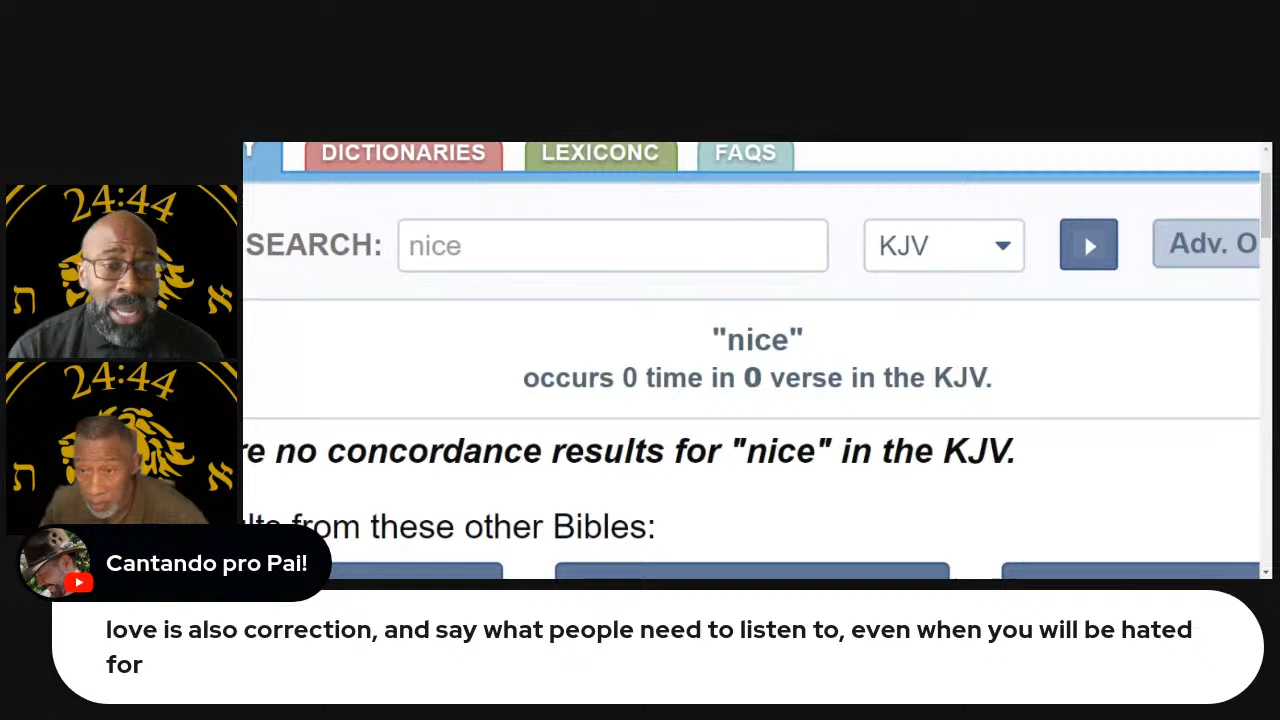 Y DICTIONARIES LEXICONC FAQS
SEARCH: nice KJV Adv. O
"nice"
occurs 0 time in 0 verse in the KJV.
re no concordance results for "nice" in the KJV.
lts from these other Bibles:
24:44
ת א
24:44
ת א
Cantando pro Pai!
love is also correction, and say what people need to listen to, even when you will be hated
for